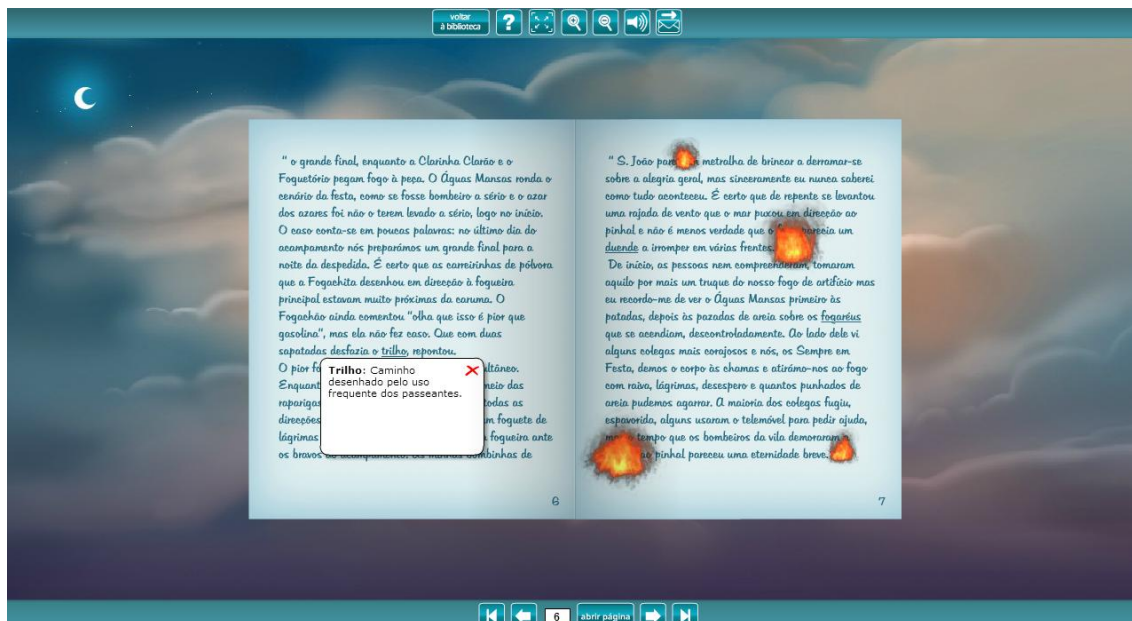 voltar
à biblioteca
?
" o grande final, enquanto a Clarinha Clarão e o
Foguetório pegam fogo à peça. O Águas Mansas ronda o
cenário da festa, como se fosse bombeiro a sério e o azar
dos azares foi não o terem levado a sério, logo no início.
O caso conta-se em poucas palavras: no último dia do
acampamento nós preparámos um grande final para a
noite da despedida. É certo que as carreirinhas de pólvora
que a Fogachita desenhou em direcção à fogueira
principal estavam muito próximas da caruma. O
Fogachão ainda comentou "olha que isso é pior que
gasolina", mas ela não fez caso. Que com duas
sapatadas desfazia o trilho, repontou.
O pior
Enquant neio das
raparigas todas as
direcções foguete de
lágrimas fogueira ante
os bravos
Trilho: Caminho
desenhado pelo uso
frequente dos passeantes.
6
" S. João metralha de brincar a derramar-se
sobre a alegria geral, mas sinceramente eu nunca saberei
como tudo aconteceu. É certo que de repente se levantou
uma rajada de vento que o mar puxou em direcção ao
pinhal e não é menos verdade que o parecia um
duende a irromper em várias frentes.
De início, as pessoas nem compreenderam, tomaram
aquilo por mais um truque do nosso fogo de artifício mas
eu recordo-me de ver o Águas Mansas primeiro às
patadas, depois às pazadas de areia sobre os fogaréus
que se acendiam, descontroladamente. Ao lado dele vi
alguns colegas mais corajosos e nós, os Sempre em
Festa, demos o corpo às chamas e atirámo-nos ao fogo
com raiva, lágrimas, desespero e quantos punhados de
areia pudemos agarrar. A maioria dos colegas fugiu,
espavorida, alguns usaram o telemóvel para pedir ajuda,
tempo que os bombeiros da vila demoraram
pinhal pareceu uma eternidade breve.
7
6
abrir página